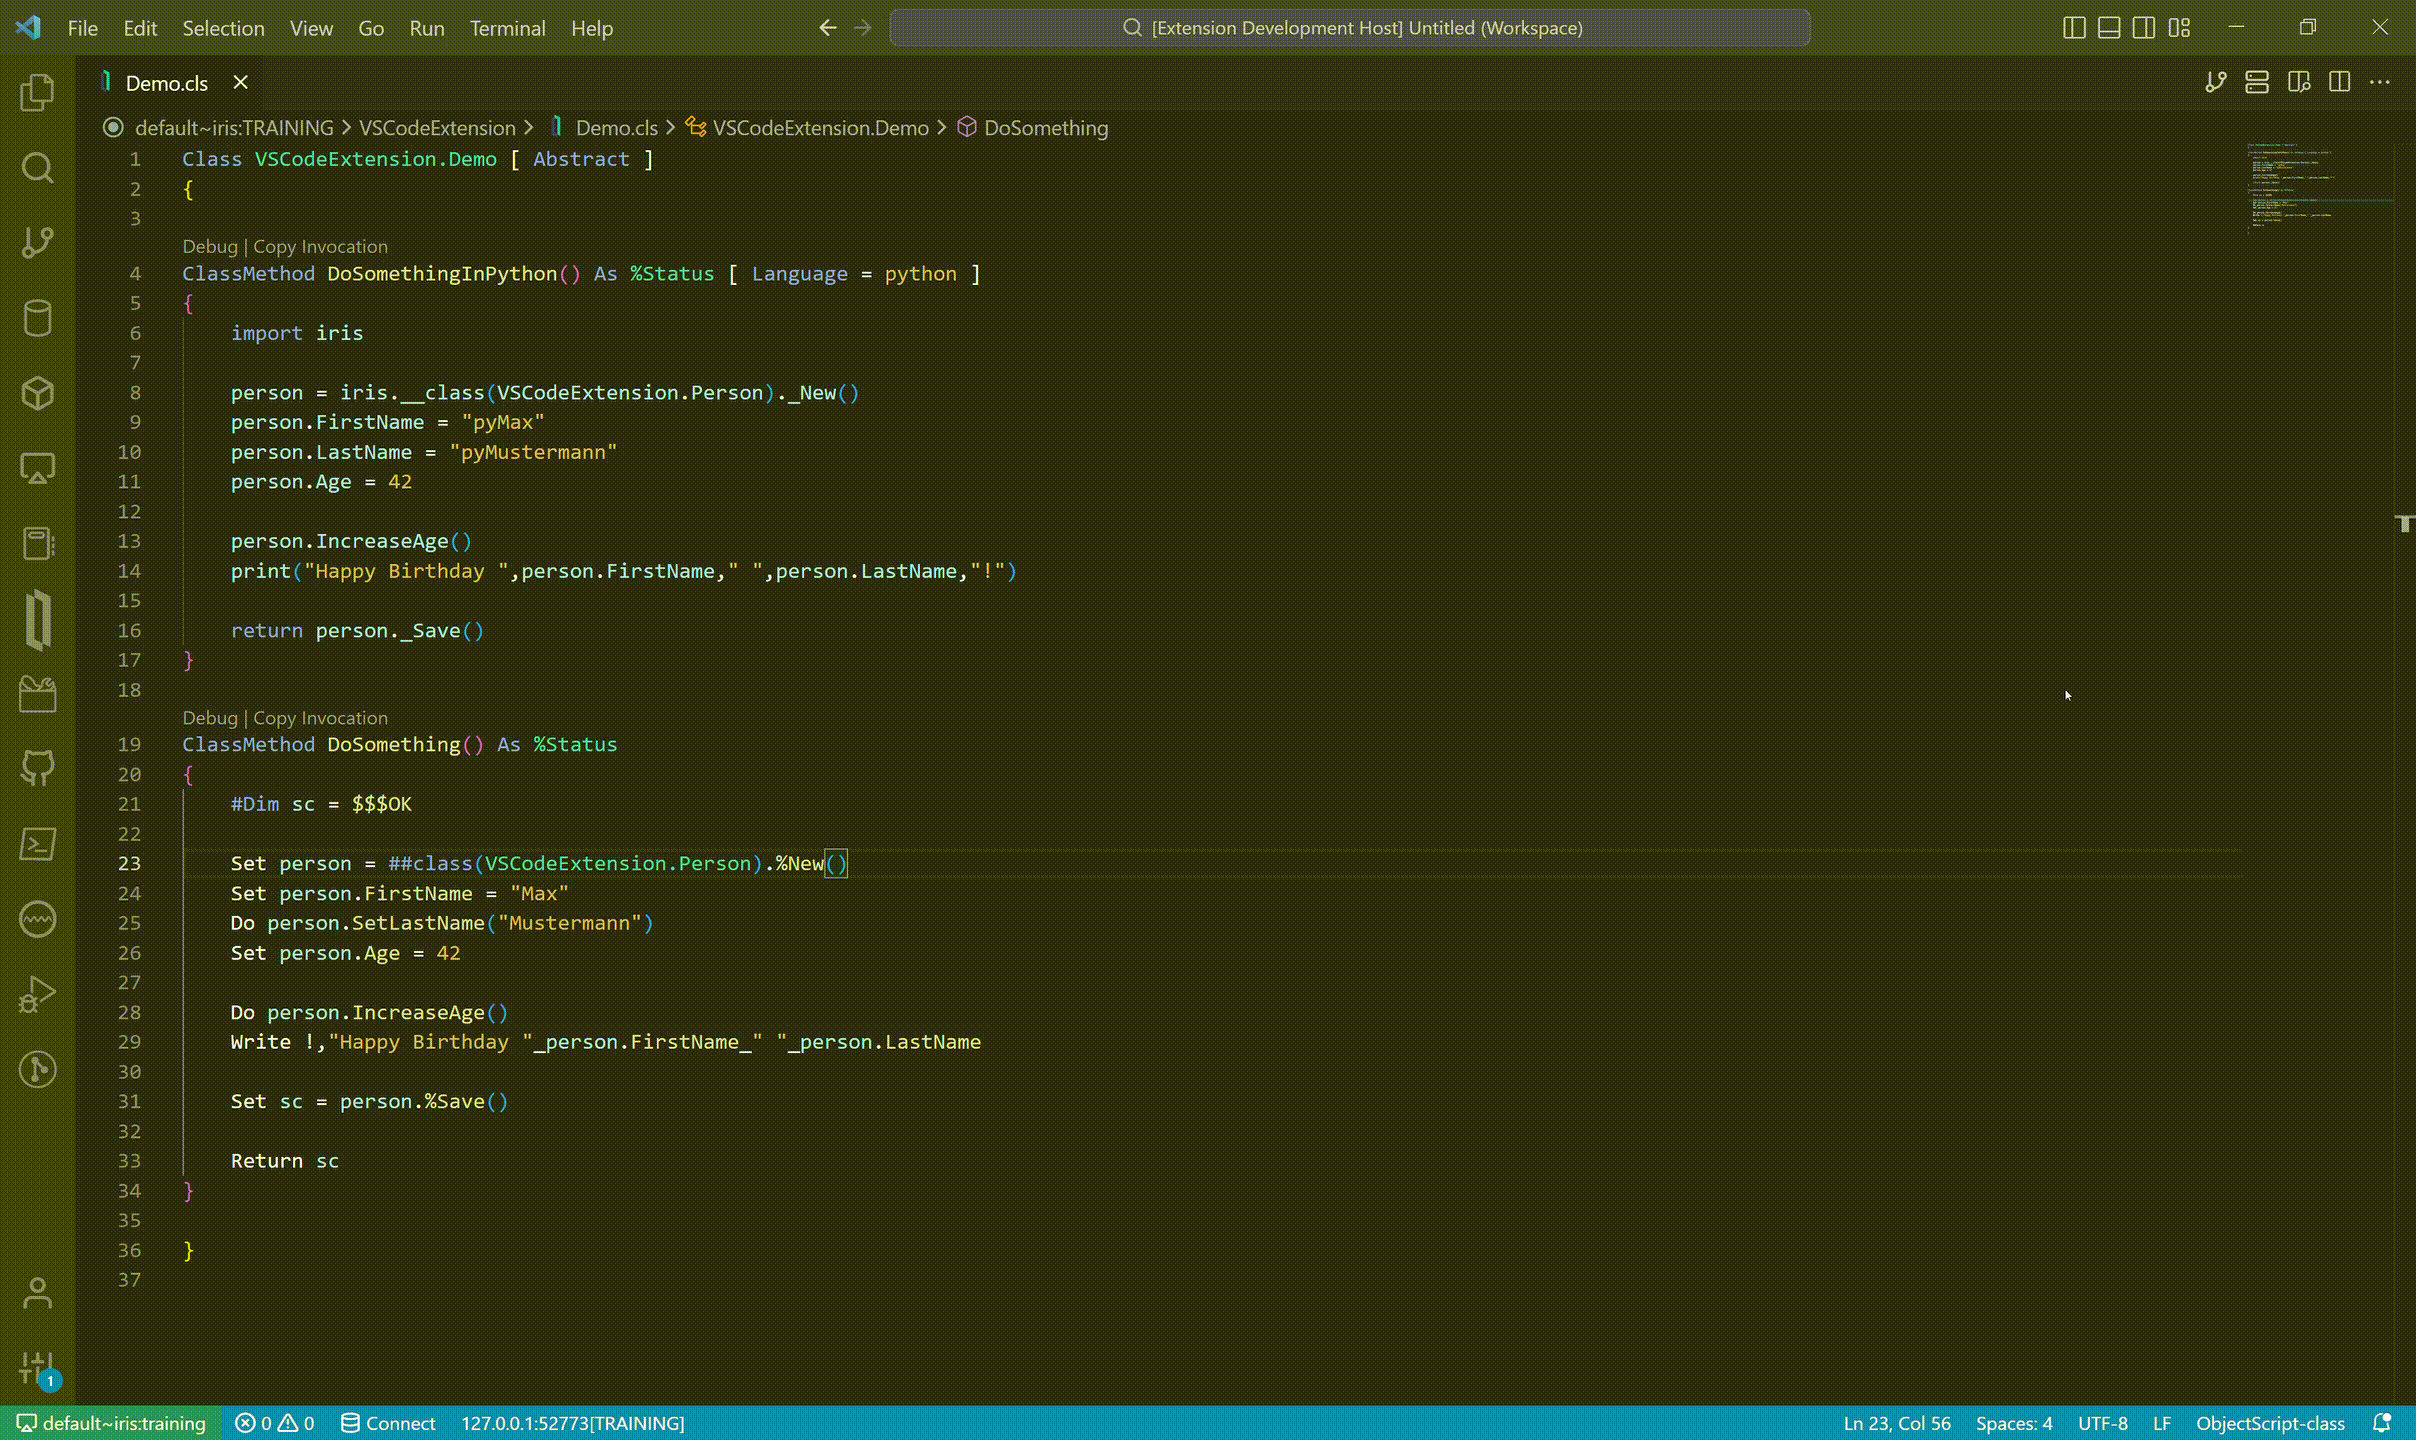 File Edit Selection View Go Run Terminal Help [Extension Development Host] Untitled (Workspace)
Demo.cls
default~iris:TRAINING > VSCodeExtension > Demo.cls > VSCodeExtension.Demo > DoSomething
1 Class VSCodeExtension.Demo [ Abstract ]
2 {
3
Debug | Copy Invocation
4 ClassMethod DoSomethingInPython() As %Status [ Language = python ]
5 {
6     import iris
7
8     person = iris.__class(VSCodeExtension.Person)._New()
9     person.FirstName = "pyMax"
10     person.LastName = "pyMustermann"
11     person.Age = 42
12
13     person.IncreaseAge()
14     print("Happy Birthday ",person.FirstName," ",person.LastName,"!")
15
16     return person._Save()
17 }
18
Debug | Copy Invocation
19 ClassMethod DoSomething() As %Status
20 {
21     #Dim sc = $$$OK
22
23     Set person = ##class(VSCodeExtension.Person).%New()
24     Set person.FirstName = "Max"
25     Do person.SetLastName("Mustermann")
26     Set person.Age = 42
27
28     Do person.IncreaseAge()
29     Write !,"Happy Birthday "_person.FirstName_" "_person.LastName
30
31     Set sc = person.%Save()
32
33     Return sc
34 }
35
36 }
37
1
default~iris:training 0 0 Connect 127.0.0.1:52773[TRAINING] Ln 23, Col 56 Spaces: 4 UTF-8 LF ObjectScript-class